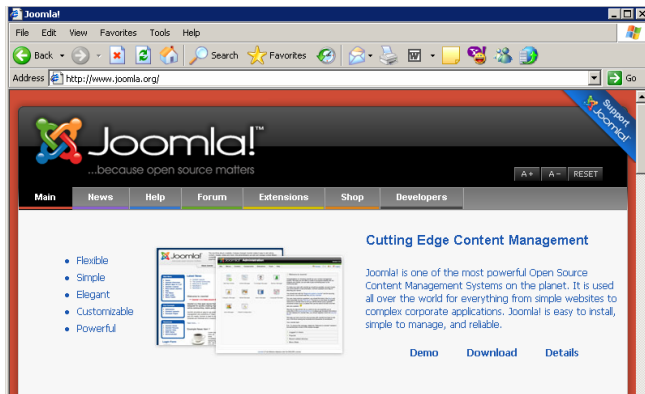 Joomla!
File Edit View Favorites Tools Help
Back Search Favorites
Address http://www.joomla.org/ Go
Support
Joomla!
Joomla!™
...because open source matters
A+ A- RESET
Main News Help Forum Extensions Shop Developers
Cutting Edge Content Management
Flexible
Simple
Elegant
Customizable
Powerful
Joomla! is one of the most powerful Open Source
Content Management Systems on the planet. It is used
all over the world for everything from simple websites to
complex corporate applications. Joomla! is easy to install,
simple to manage, and reliable.
Demo Download Details